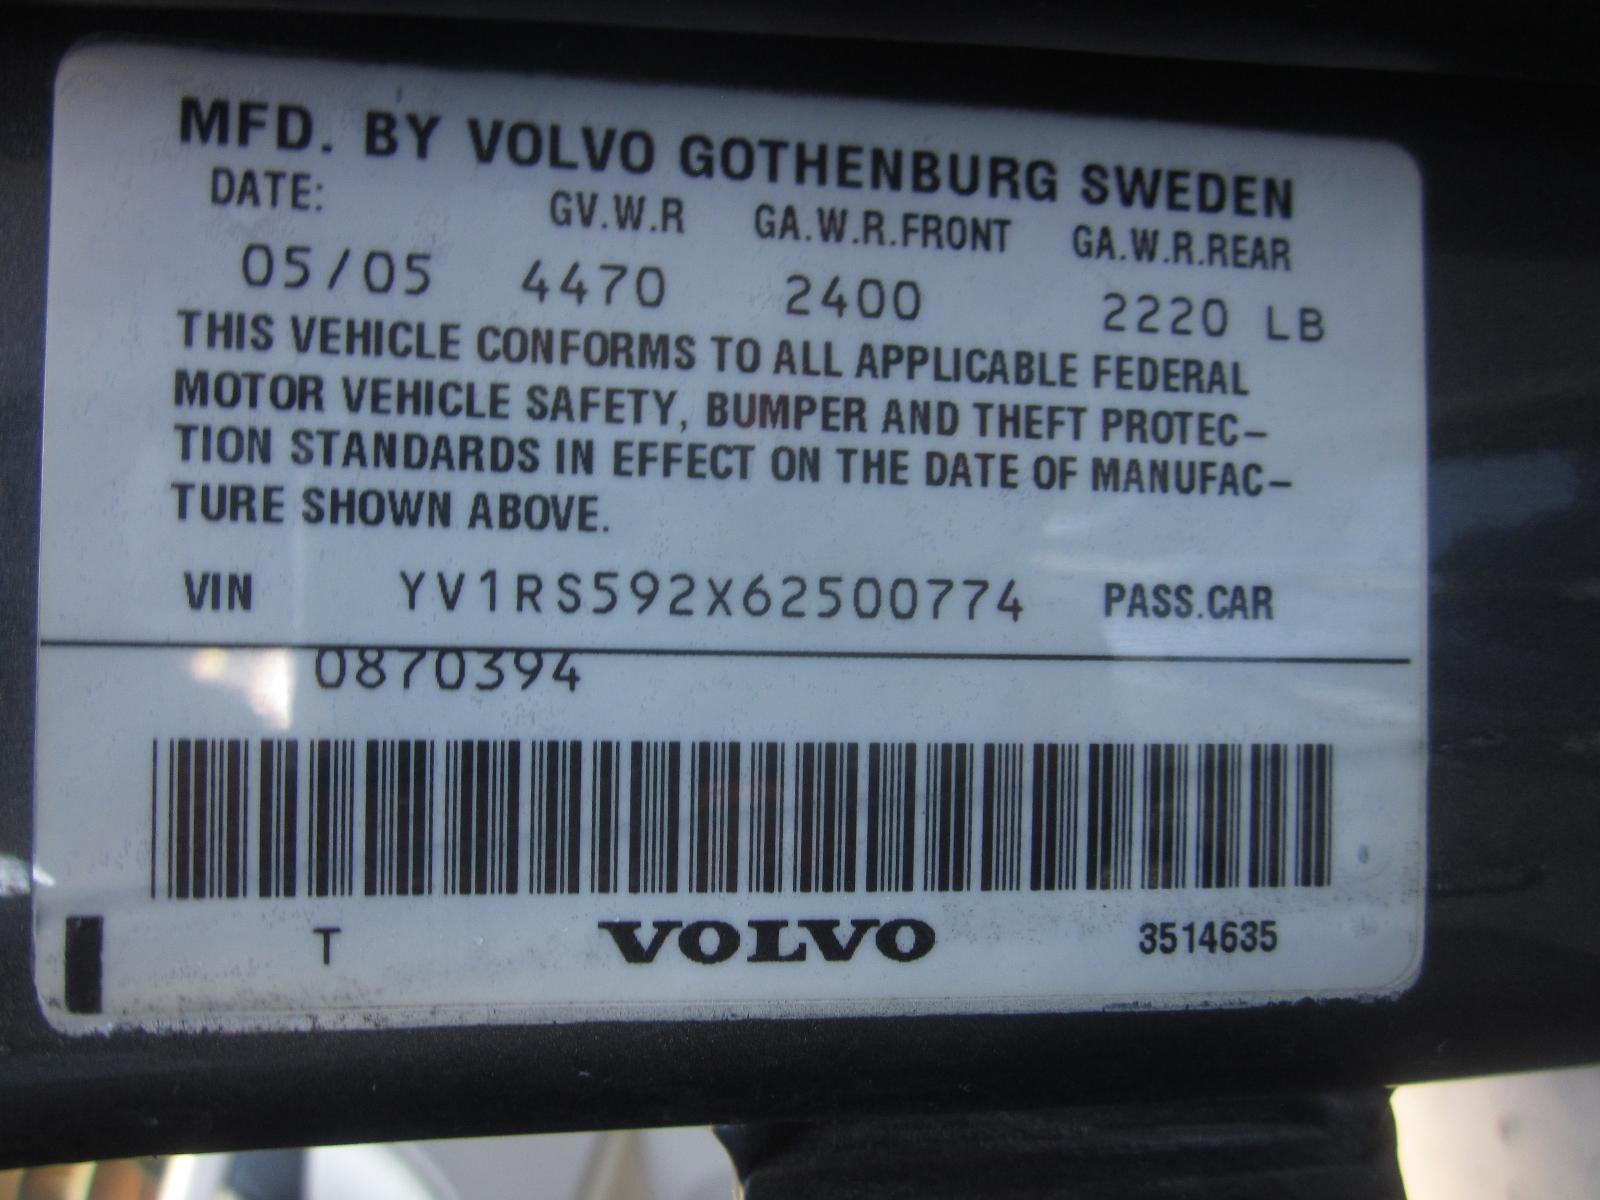 MFD. BY VOLVO GOTHENBURG SWEDEN
DATE: GV.W.R GA.W.R.FRONT GA.W.R.REAR
05/05 4470 2400 2220 LB
THIS VEHICLE CONFORMS TO ALL APPLICABLE FEDERAL
MOTOR VEHICLE SAFETY, BUMPER AND THEFT PROTEC-
TION STANDARDS IN EFFECT ON THE DATE OF MANUFAC-
TURE SHOWN ABOVE.
VIN YV1RS592X62500774 PASS.CAR
0870394
T VOLVO 3514635